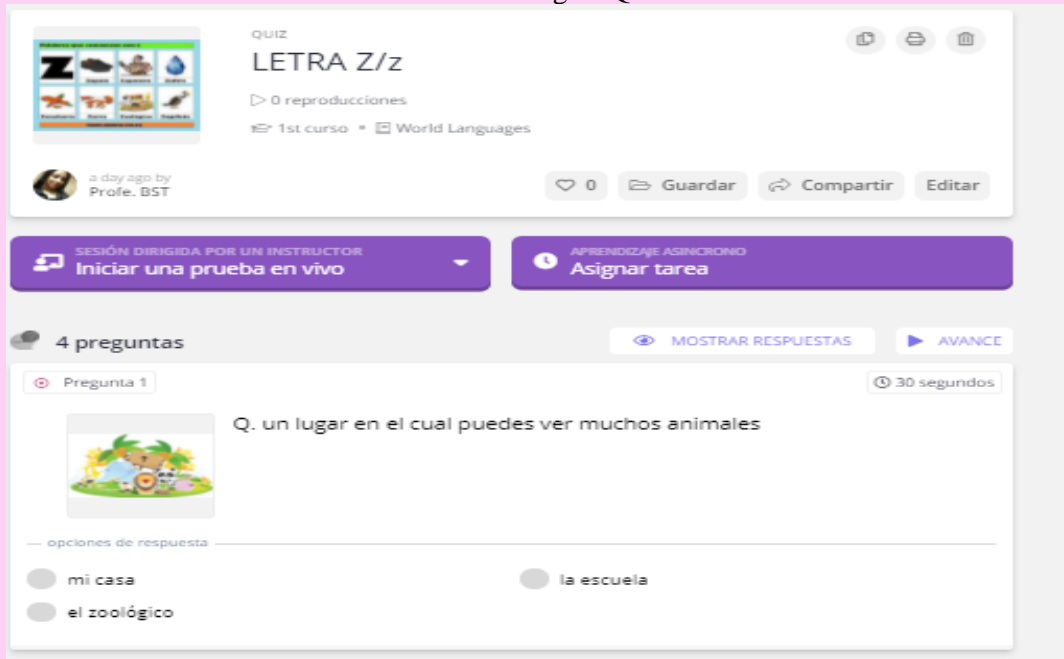 QUIZ
LETRA Z/z
0 reproducciones
1st curso • World Languages
a day ago by
Profe. BST
0 Guardar Compartir Editar
SESIÓN DIRIGIDA POR UN INSTRUCTOR
Iniciar una prueba en vivo
APRENDIZAJE ASINCRONO
Asignar tarea
4 preguntas
MOSTRAR RESPUESTAS
AVANCE
Pregunta 1
30 segundos
Q. un lugar en el cual puedes ver muchos animales
opciones de respuesta
mi casa
la escuela
el zoológico